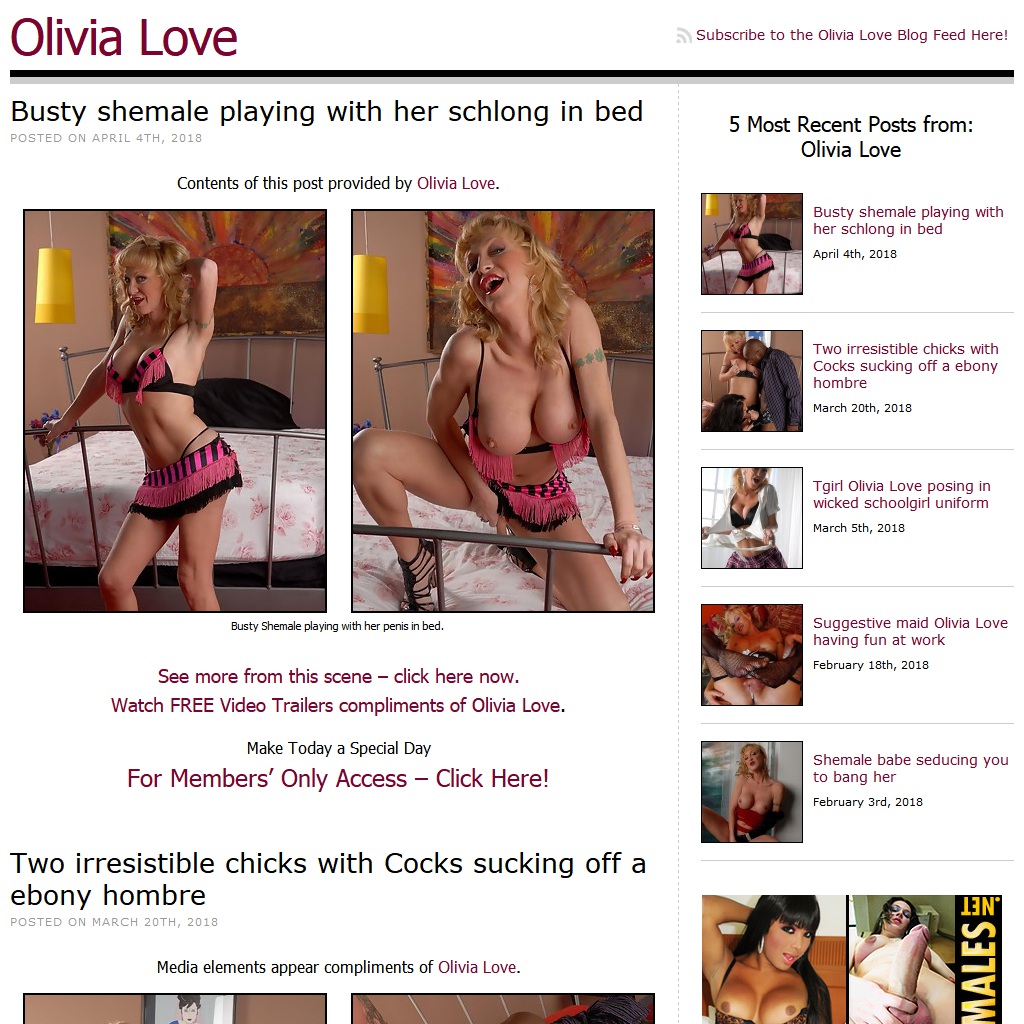 Olivia Love
Subscribe to the Olivia Love Blog Feed Here!
Busty shemale playing with her schlong in bed
POSTED ON APRIL 4TH, 2018
Contents of this post provided by Olivia Love.
Busty Shemale playing with her penis in bed.
See more from this scene – click here now.
Watch FREE Video Trailers compliments of Olivia Love.
Make Today a Special Day
For Members’ Only Access – Click Here!
Two irresistible chicks with Cocks sucking off a
ebony hombre
POSTED ON MARCH 20TH, 2018
Media elements appear compliments of Olivia Love.
5 Most Recent Posts from:
Olivia Love
Busty shemale playing with
her schlong in bed
April 4th, 2018
Two irresistible chicks with
Cocks sucking off a ebony
hombre
March 20th, 2018
Tgirl Olivia Love posing in
wicked schoolgirl uniform
March 5th, 2018
Suggestive maid Olivia Love
having fun at work
February 18th, 2018
Shemale babe seducing you
to bang her
February 3rd, 2018
MALES.NET